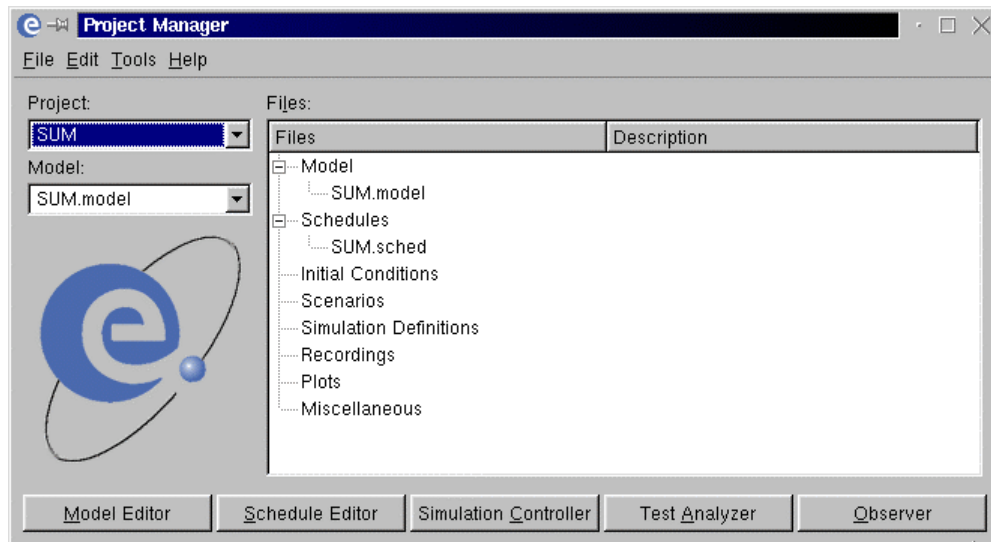 Project Manager
File Edit Tools Help
Project:
SUM
Model:
SUM.model
Files:
Files Description
Model
SUM.model
Schedules
SUM.sched
Initial Conditions
Scenarios
Simulation Definitions
Recordings
Plots
Miscellaneous
e
Model Editor Schedule Editor Simulation Controller Test Analyzer Observer